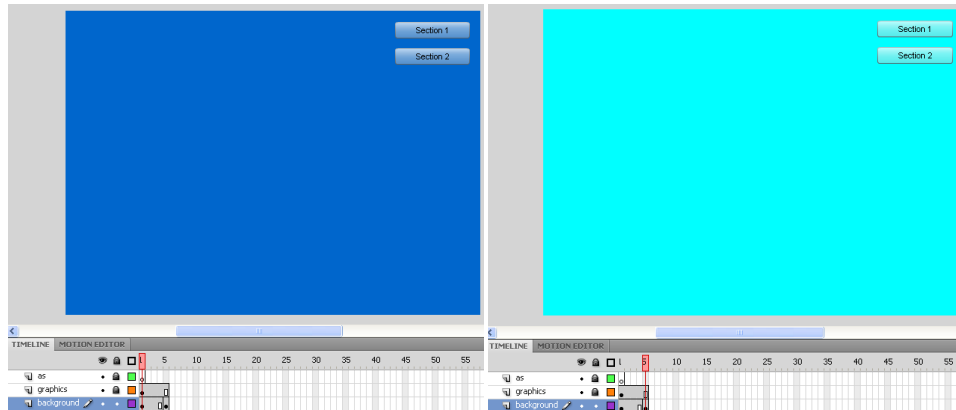 Section 1
Section 2
TIMELINE MOTION EDITOR
1 5 10 15 20 25 30 35 40 45 50 55
as
graphics
background
Section 1
Section 2
TIMELINE MOTION EDITOR
1 5 10 15 20 25 30 35 40 45 50 55
as
graphics
background